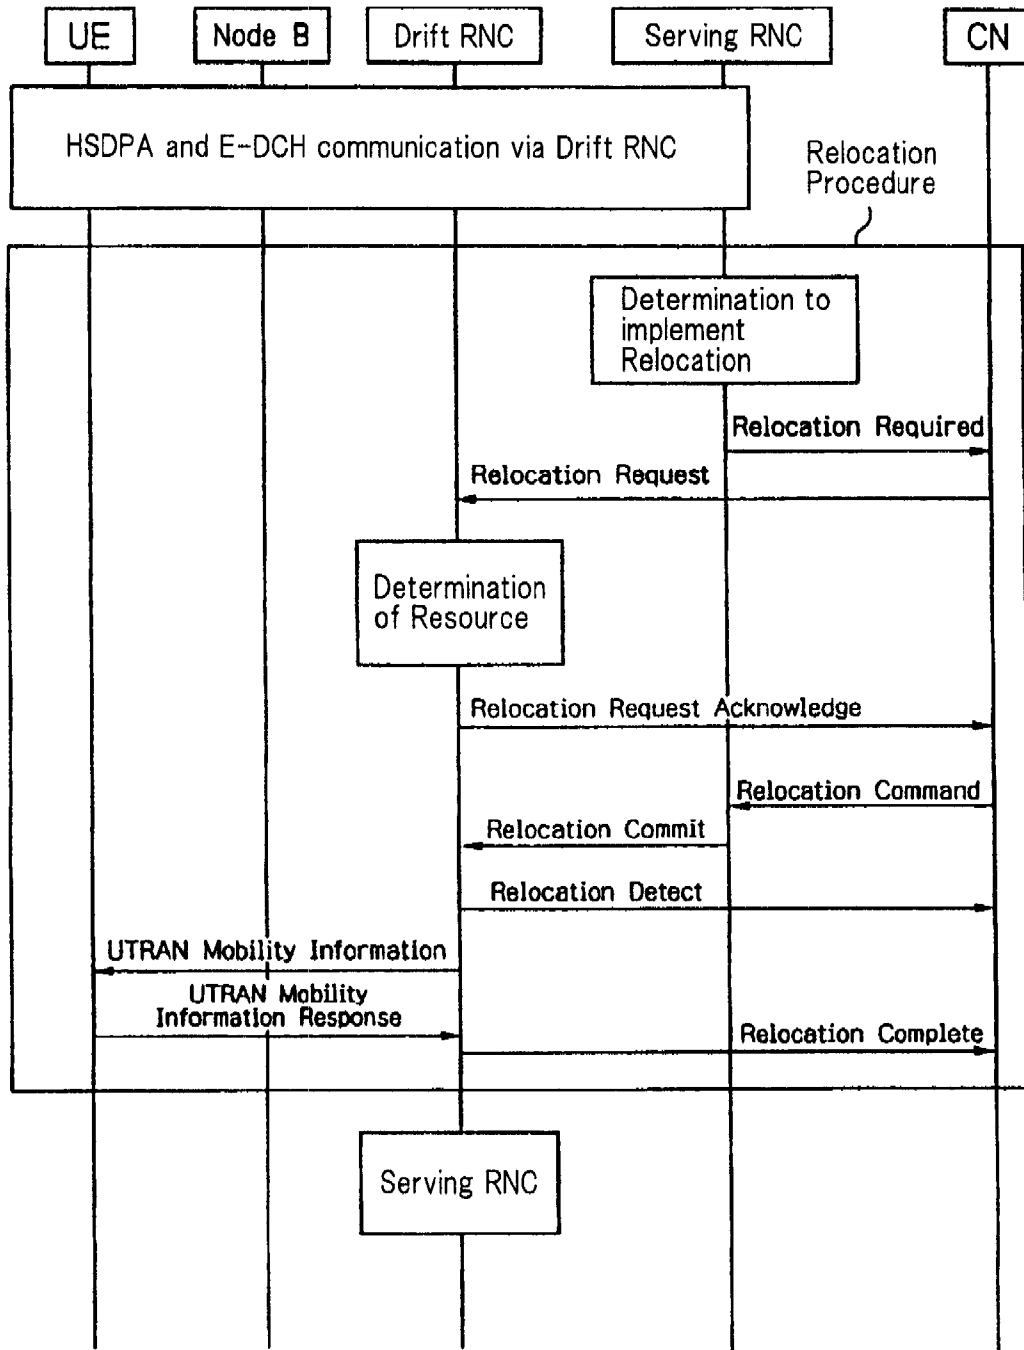 UE
Node B
Drift RNC
Serving RNC
CN
HSDPA and E-DCH communication via Drift RNC
Relocation
Procedure
Determination to
implement
Relocation
Relocation Required
Relocation Request
Determination
of Resource
Relocation Request Acknowledge
Relocation Command
Relocation Commit
Relocation Detect
UTRAN Mobility Information
UTRAN Mobility
Information Response
Relocation Complete
Serving RNC